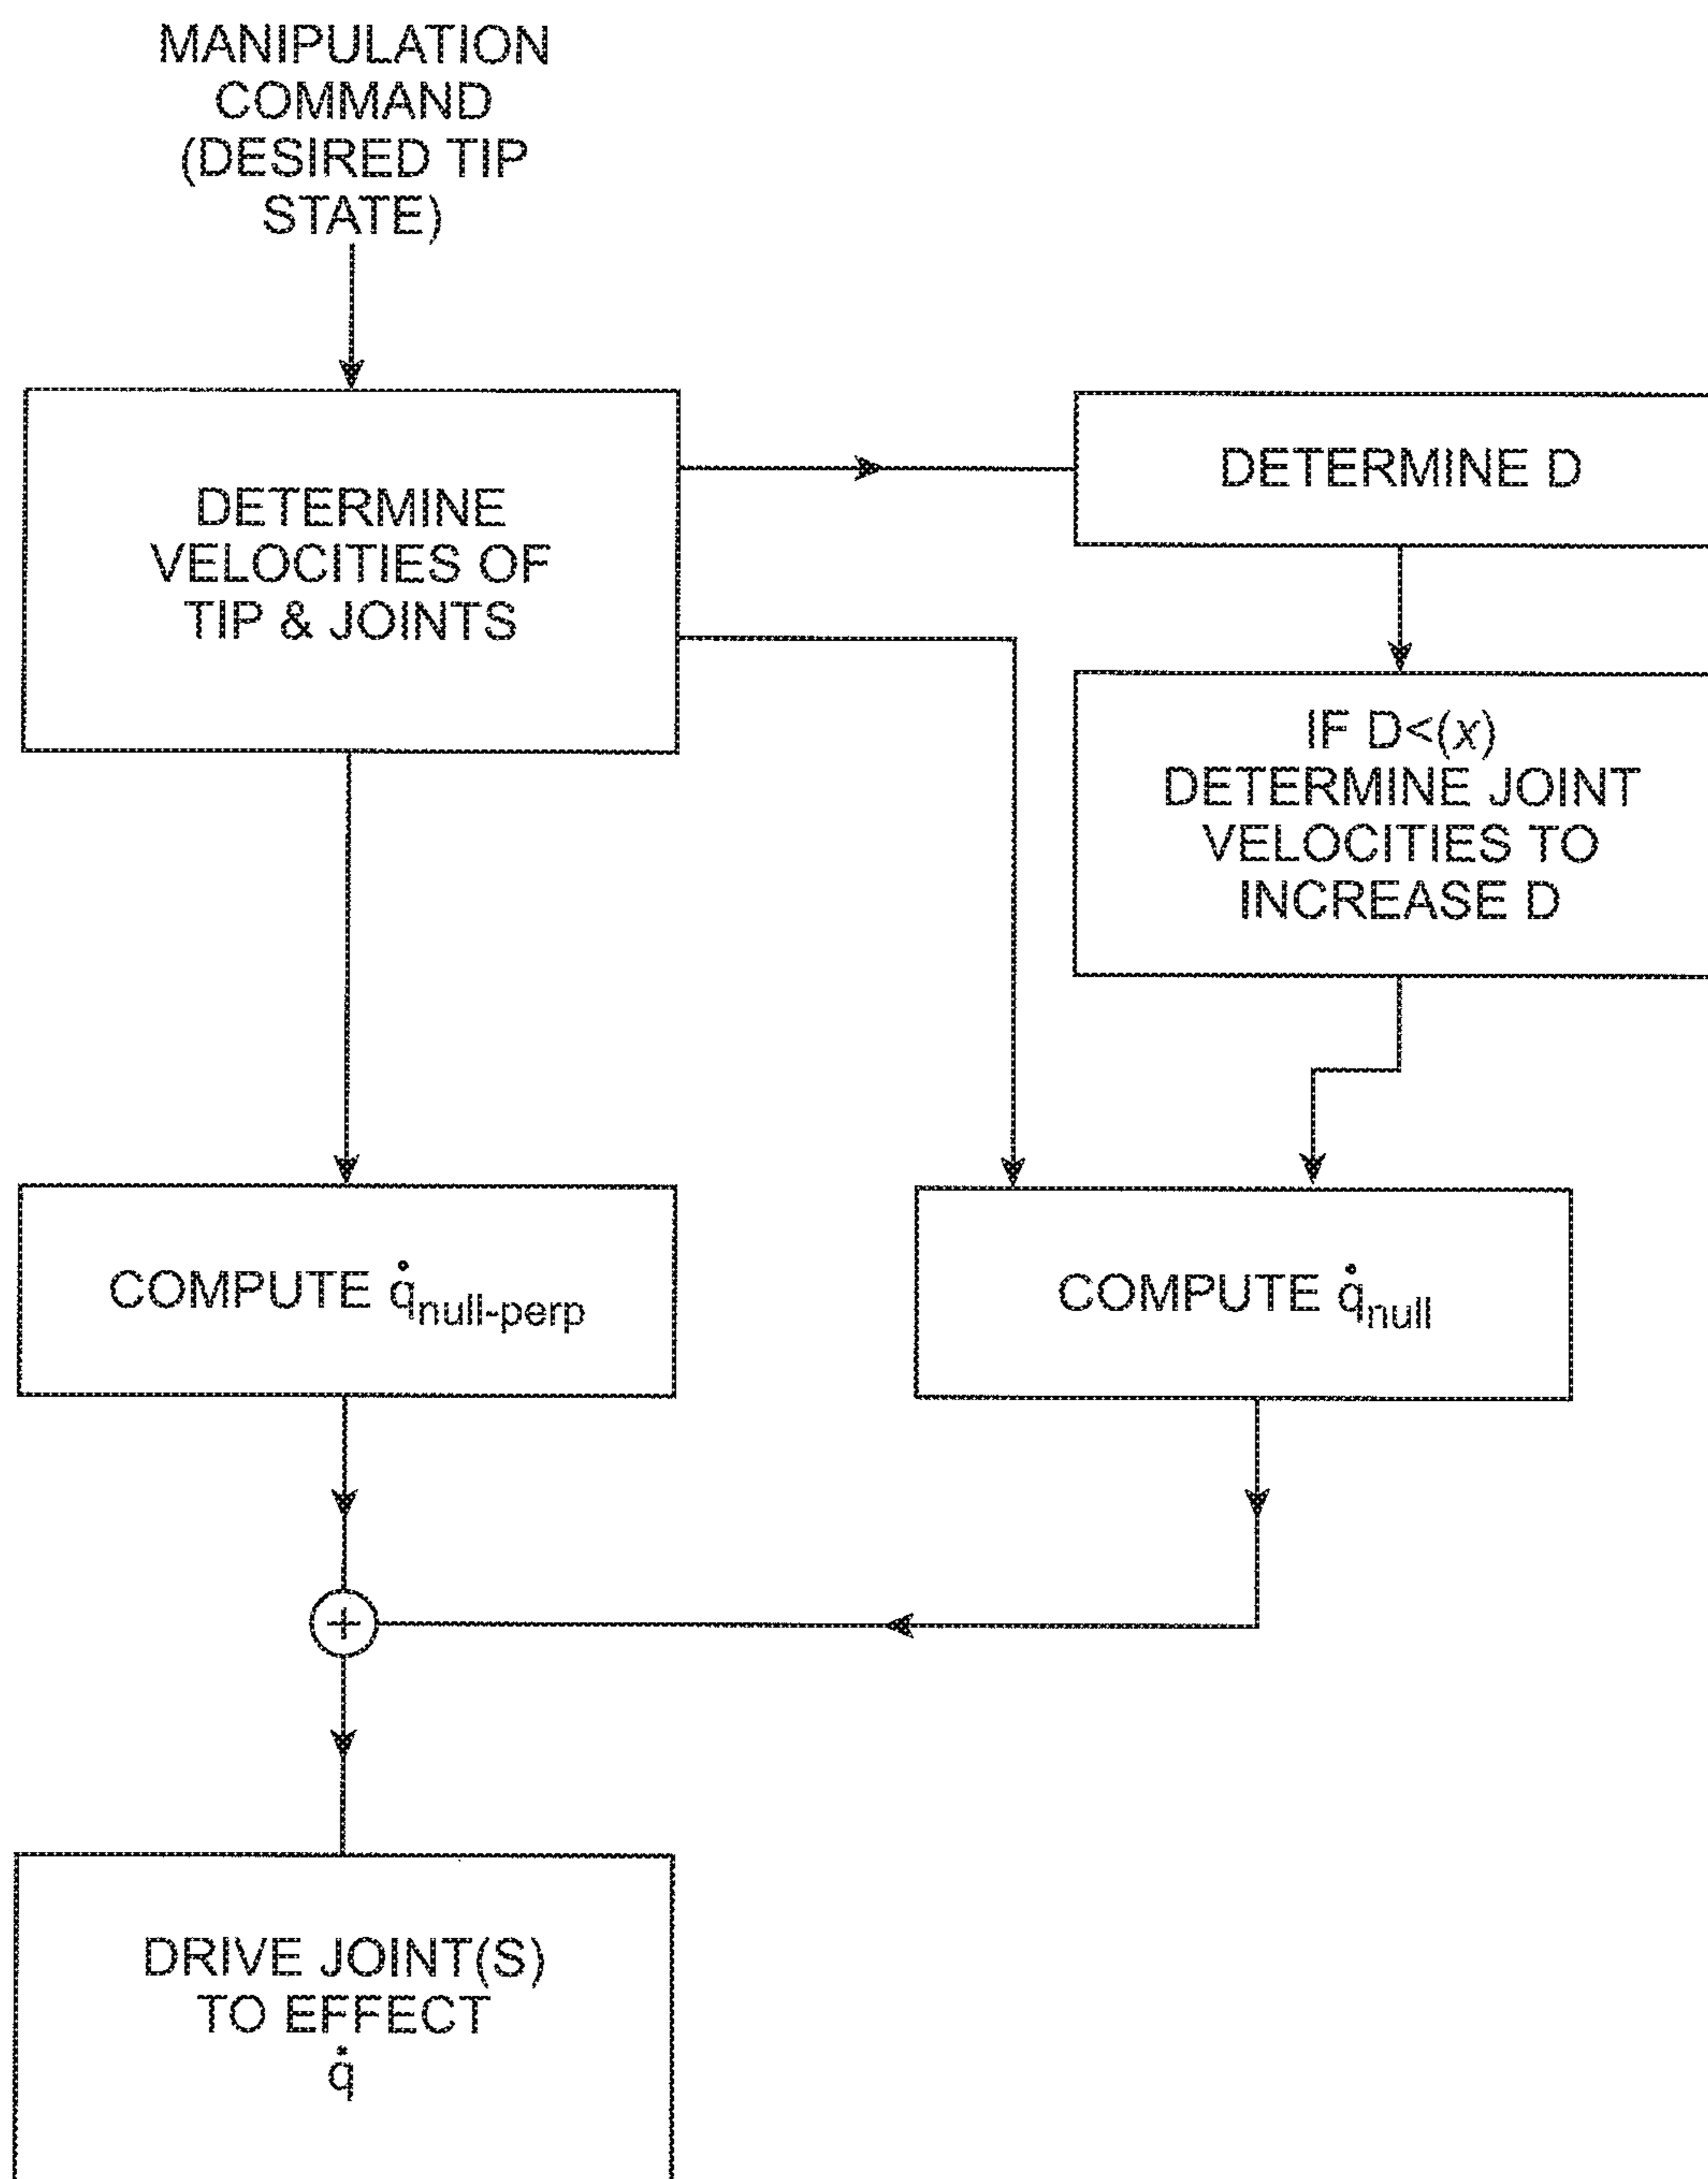 MANIPULATION
COMMAND
(DESIRED TIP
STATE)
DETERMINE
VELOCITIES OF
TIP & JOINTS
DETERMINE D
IF D<(x)
DETERMINE JOINT
VELOCITIES TO
INCREASE D
COMPUTE q̇null-perp
COMPUTE q̇null
+
DRIVE JOINT(S)
TO EFFECT
q̇